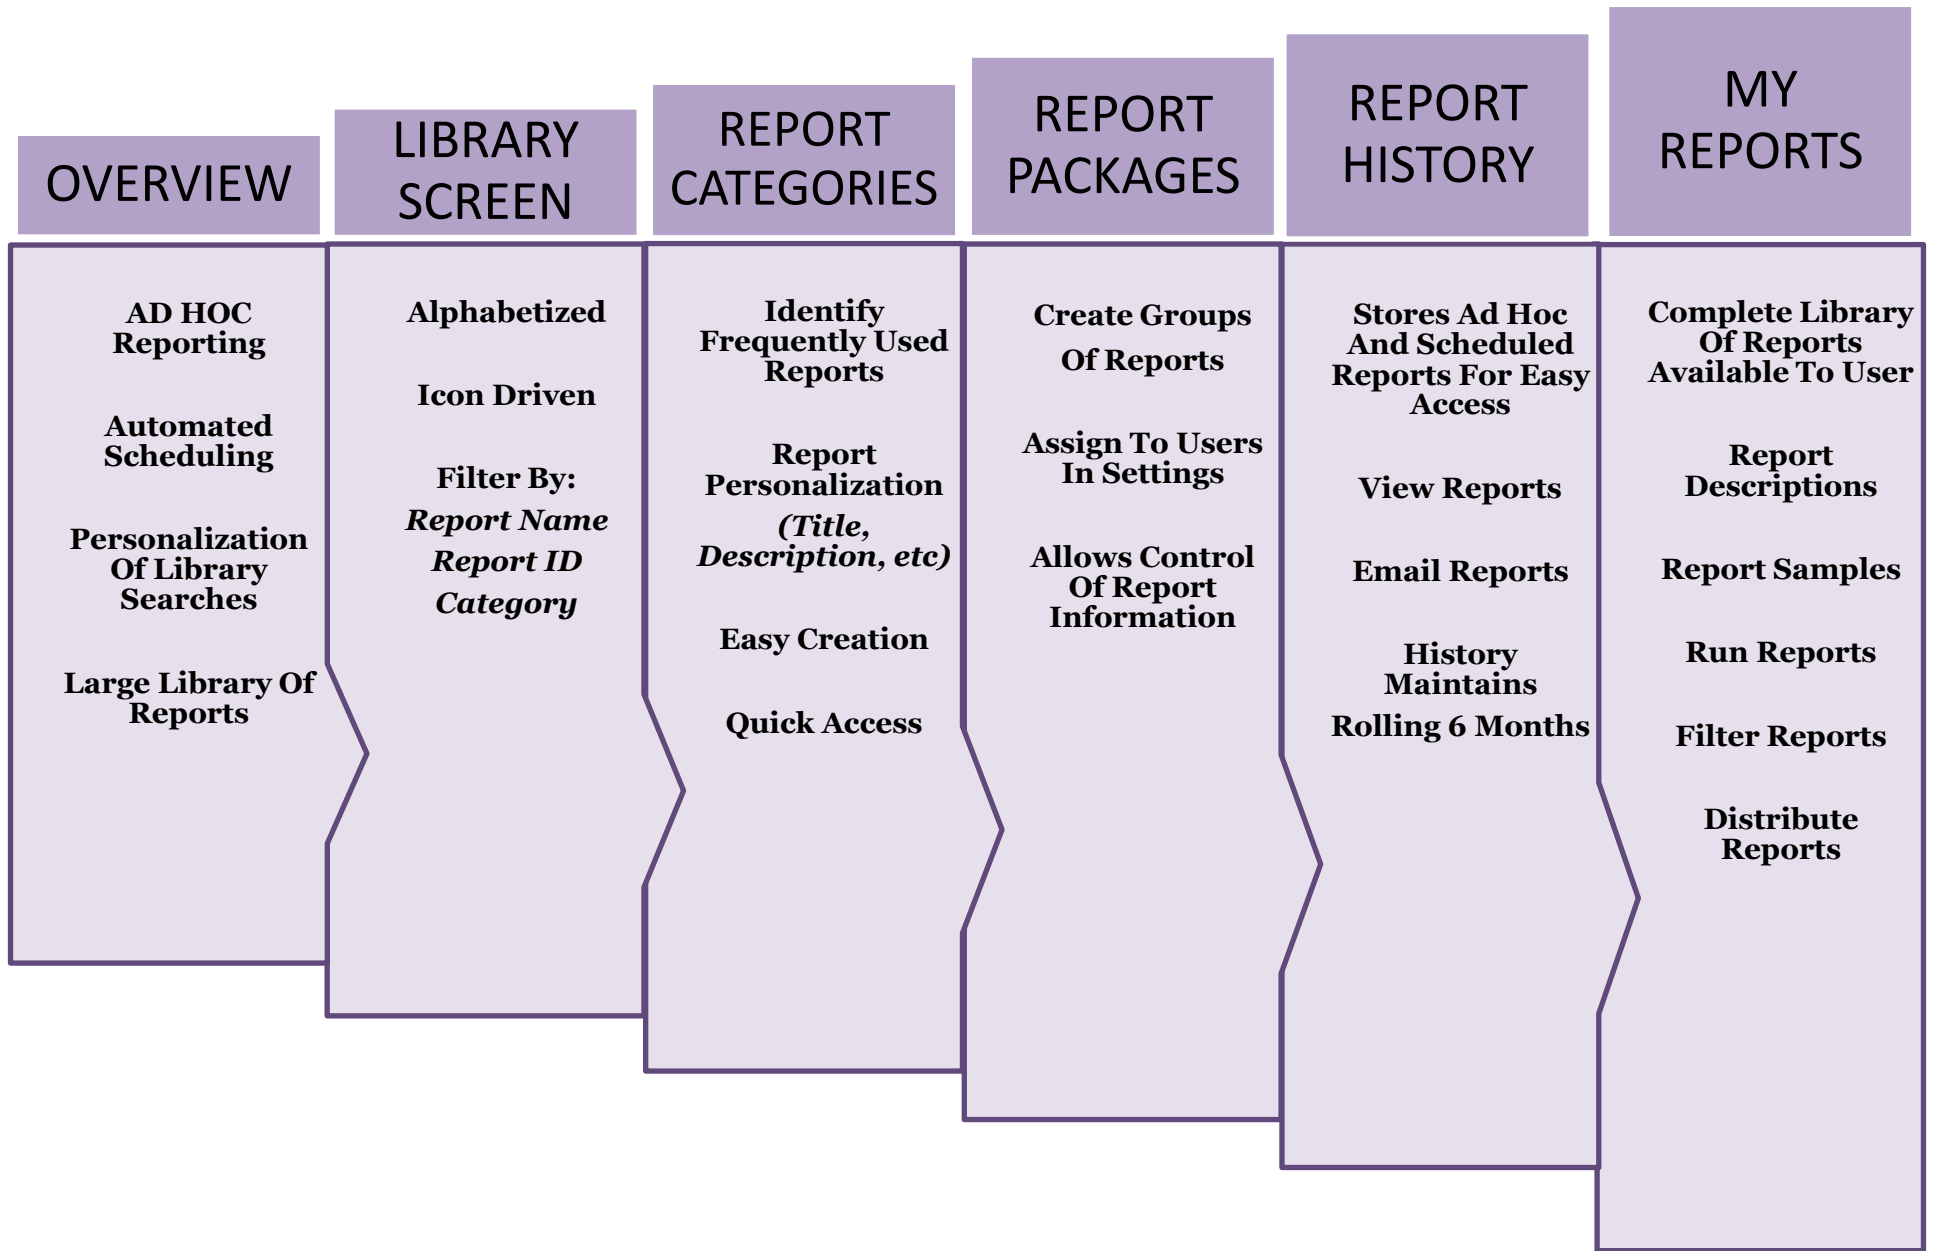 OVERVIEW
AD HOC
Reporting
Automated
Scheduling
Personalization
Of Library
Searches
Large Library Of
Reports
LIBRARY
SCREEN
Alphabetized
Icon Driven
Filter By:
Report Name
Report ID
Category
REPORT
CATEGORIES
Identify
Frequently Used
Reports
Report
Personalization
(Title,
Description, etc)
Easy Creation
Quick Access
REPORT
PACKAGES
Create Groups
Of Reports
Assign To Users
In Settings
Allows Control
Of Report
Information
REPORT
HISTORY
Stores Ad Hoc
And Scheduled
Reports For Easy
Access
View Reports
Email Reports
History
Maintains
Rolling 6 Months
MY
REPORTS
Complete Library
Of Reports
Available To User
Report
Descriptions
Report Samples
Run Reports
Filter Reports
Distribute
Reports